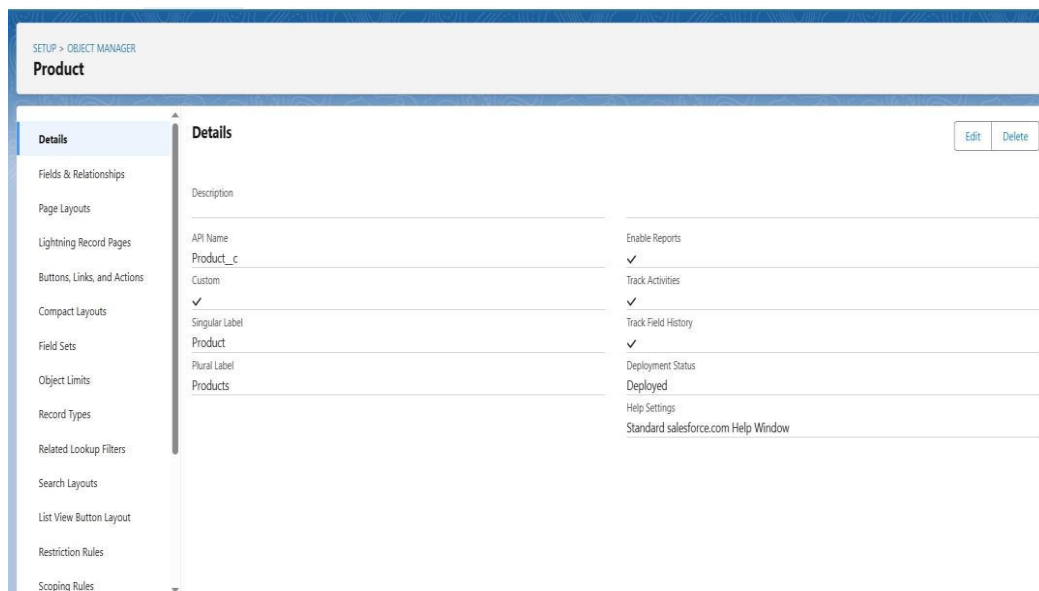 SETUP > OBJECT MANAGER
Product
Details
Fields & Relationships
Page Layouts
Lightning Record Pages
Buttons, Links, and Actions
Compact Layouts
Field Sets
Object Limits
Record Types
Related Lookup Filters
Search Layouts
List View Button Layout
Restriction Rules
Scoping Rules
Details
Edit
Delete
Description
API Name
Product__c
Custom
Singular Label
Product
Plural Label
Products
Enable Reports
Track Activities
Track Field History
Deployment Status
Deployed
Help Settings
Standard salesforce.com Help Window